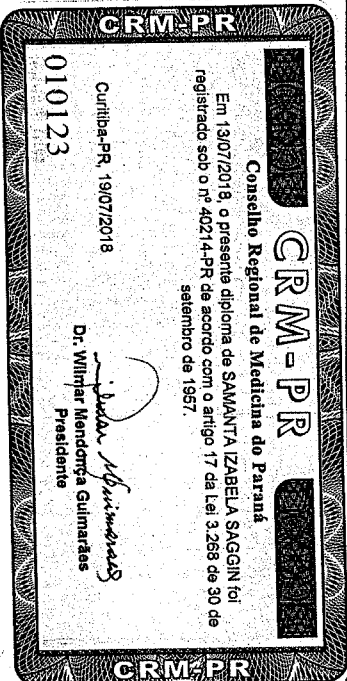 CRM-PR
CRM-PR
Conselho Regional de Medicina do Paraná
Em 13/07/2018, o presente diploma de SAMANTA IZABELA SAGGIN foi
registrado sob o nº 40214-PR de acordo com o artigo 17 da Lei 3.268 de 30 de
setembro de 1957.
Curitiba-PR, 19/07/2018
Dr. Wilmar Mendonça Guimarães
Presidente
010123
CRM-PR